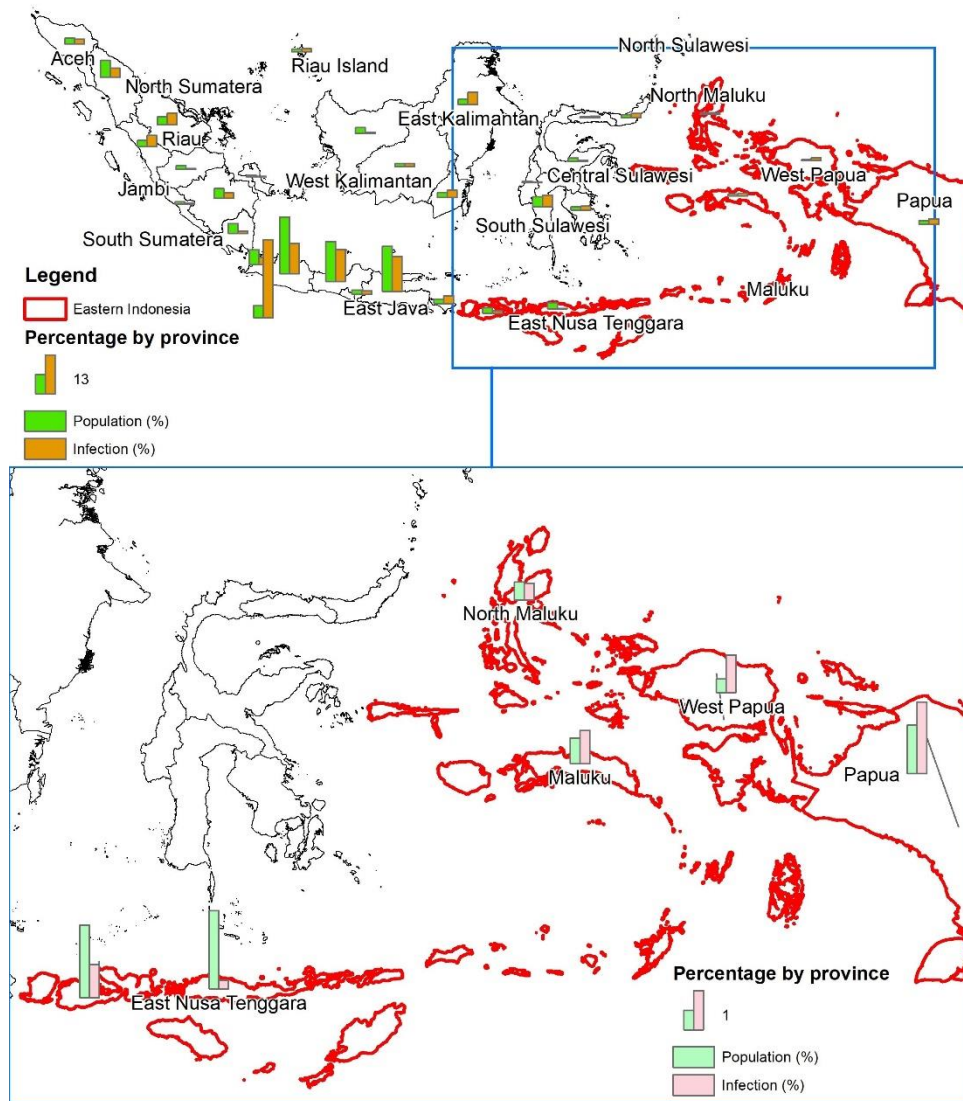 North Sulawesi
Aceh
Riau Island
North Sumatera
North Maluku
East Kalimantan
Riau
West Kalimantan
Central Sulawesi
West Papua
Jambi
Papua
South Sumatera
South Sulawesi
Legend
Eastern Indonesia
East Java
Maluku
East Nusa Tenggara
Percentage by province
13
Population (%)
Infection (%)
North Maluku
West Papua
Maluku
Papua
East Nusa Tenggara
Percentage by province
1
Population (%)
Infection (%)